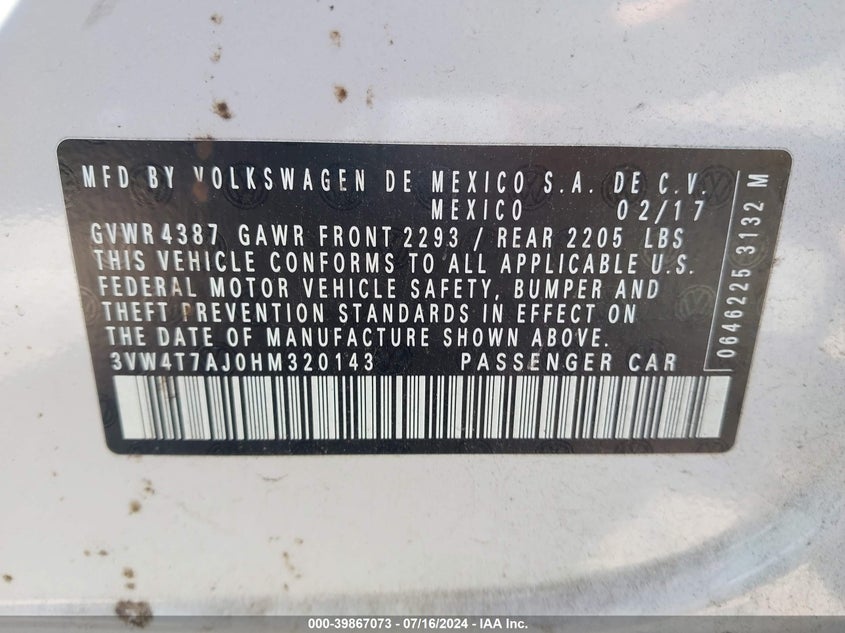 MFD BY VOLKSWAGEN DE MEXICO S.A. DE C.V.
MEXICO 02/17
GVWR 4387 GAWR FRONT 2293 / REAR 2205 LBS
THIS VEHICLE CONFORMS TO ALL APPLICABLE U.S.
FEDERAL MOTOR VEHICLE SAFETY, BUMPER AND
THEFT PREVENTION STANDARDS IN EFFECT ON
THE DATE OF MANUFACTURE SHOWN ABOVE.
3VW4T7AJ0HM320143 PASSENGER CAR
0646225 3132 M
000-39867073 - 07/16/2024 - IAA Inc.